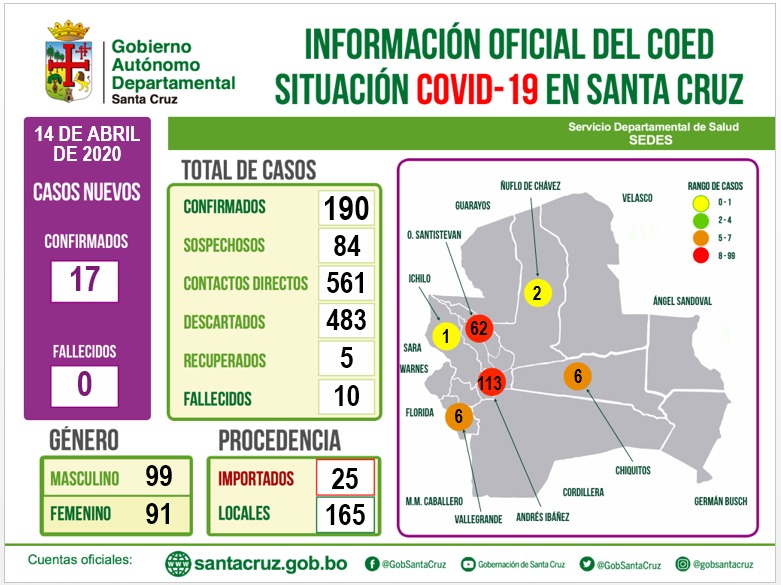 Gobierno
Autónomo
Departamental
Santa Cruz
INFORMACIÓN OFICIAL DEL COED
SITUACIÓN COVID-19 EN SANTA CRUZ
Servicio Departamental de Salud
SEDES
14 DE ABRIL
DE 2020
CASOS NUEVOS
CONFIRMADOS
17
FALLECIDOS
0
TOTAL DE CASOS
CONFIRMADOS 190
SOSPECHOSOS 84
CONTACTOS DIRECTOS 561
DESCARTADOS 483
RECUPERADOS 5
FALLECIDOS 10
GÉNERO
MASCULINO 99
FEMENINO 91
PROCEDENCIA
IMPORTADOS 25
LOCALES 165
ÑUFLO DE CHÁVEZ
GUARAYOS
VELASCO
RANGO DE CASOS
0 - 1
2 - 4
5 - 7
8 - 99
O. SANTISTEVAN
ICHILO
2
ÁNGEL SANDOVAL
62
1
SARA
WARNES
113
6
FLORIDA
6
CHIQUITOS
CORDILLERA
M.M. CABALLERO
GERMÁN BUSCH
VALLEGRANDE
ANDRÉS IBÁÑEZ
Cuentas oficiales:
santacruz.gob.bo
@GobSantaCruz
Gobernación de Santa Cruz
@GobSantaCruz
@gobsantacruz